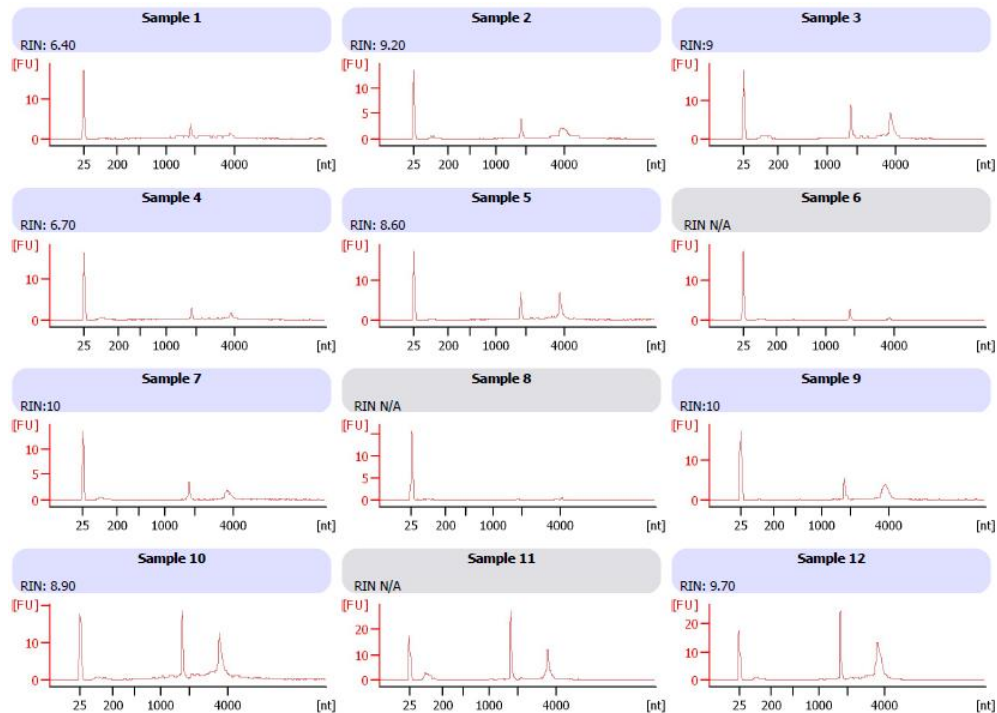 Sample 1 Sample 2 Sample 3
RIN: 6.40 RIN: 9.20 RIN:9
[FU] [FU] [FU]
10 10 10
5
0 0 0
25 200 1000 4000 [nt] 25 200 1000 4000 [nt] 25 200 1000 4000 [nt]
Sample 4 Sample 5 Sample 6
RIN: 6.70 RIN: 8.60 RIN N/A
[FU] [FU] [FU]
10 10 10
0 0 0
25 200 1000 4000 [nt] 25 200 1000 4000 [nt] 25 200 1000 4000 [nt]
Sample 7 Sample 8 Sample 9
RIN:10 RIN N/A RIN:10
[FU] [FU] [FU]
10 10 10
5 5
0 0 0
25 200 1000 4000 [nt] 25 200 1000 4000 [nt] 25 200 1000 4000 [nt]
Sample 10 Sample 11 Sample 12
RIN: 8.90 RIN N/A RIN: 9.70
[FU] [FU] [FU]
20 20
10 10 10
0 0 0
25 200 1000 4000 [nt] 25 200 1000 4000 [nt] 25 200 1000 4000 [nt]